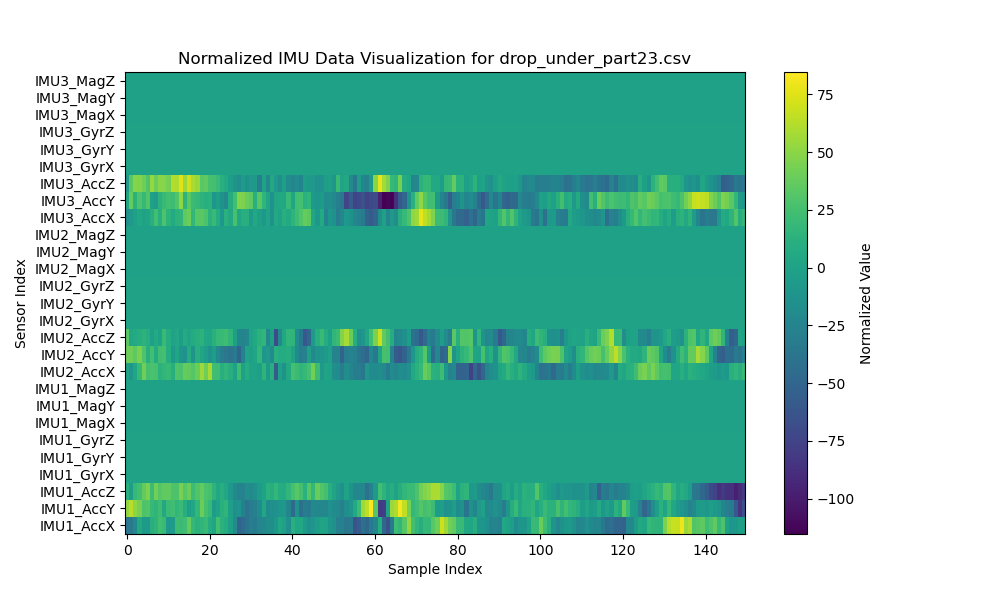 Normalized IMU Data Visualization for drop_under_part23.csv
IMU3_MagZ
IMU3_MagY
IMU3_MagX
IMU3_GyrZ
IMU3_GyrY
IMU3_GyrX
IMU3_AccZ
IMU3_AccY
IMU3_AccX
IMU2_MagZ
IMU2_MagY
IMU2_MagX
IMU2_GyrZ
IMU2_GyrY
IMU2_GyrX
IMU2_AccZ
IMU2_AccY
IMU2_AccX
IMU1_MagZ
IMU1_MagY
IMU1_MagX
IMU1_GyrZ
IMU1_GyrY
IMU1_GyrX
IMU1_AccZ
IMU1_AccY
IMU1_AccX
Sensor Index
0 20 40 60 80 100 120 140
Sample Index
75
50
25
0
−25
−50
−75
−100
Normalized Value